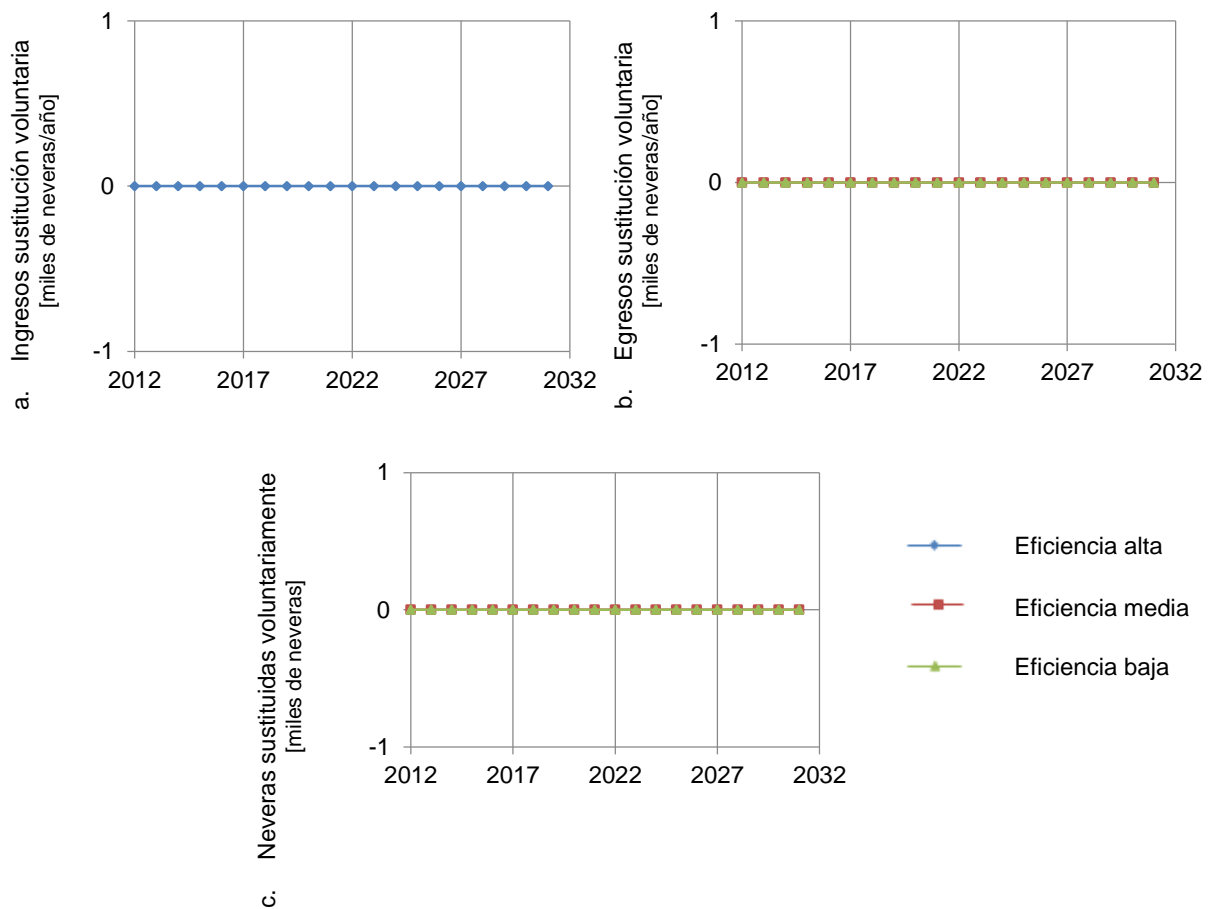 a. Ingresos sustitución voluntaria
[miles de neveras/año]
1
0
-1
2012 2017 2022 2027 2032
b. Egresos sustitución voluntaria
[miles de neveras/año]
1
0
-1
2012 2017 2022 2027 2032
c. Neveras sustituidas voluntariamente
[miles de neveras]
1
0
-1
2012 2017 2022 2027 2032
Eficiencia alta
Eficiencia media
Eficiencia baja